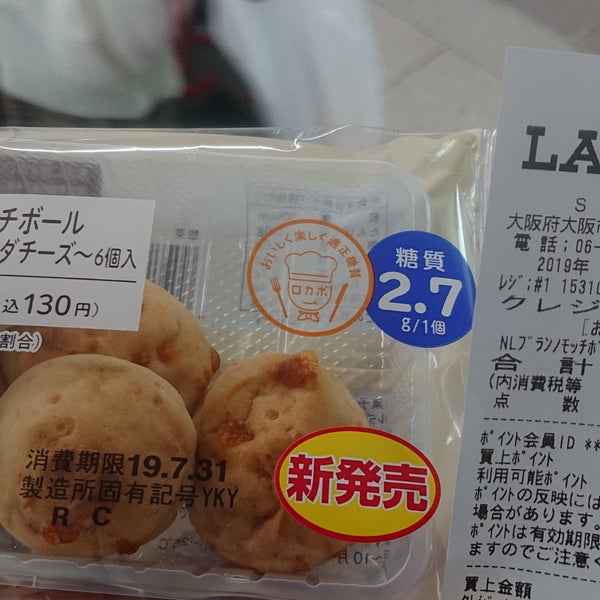 チボール
ダチーズ～6個入
込130円)
割合)
おいしく楽しく適正糖質
ロカボ
糖質
2.7
g/1個
消費期限19.7.31
製造所固有記号YKY
R C
新発売
LA
S
大阪府大阪市
電話:06-
2019年
レジ:#1 15310
クレジ
[お
NLブランノモッチボ
合 計
(内消費税等
点 数
ポイント会員ID **
買上ポイント
利用可能ポイント
ポイントの反映には
場合があります。
ポイントは有効期限
ますのでご注意く
買上金額